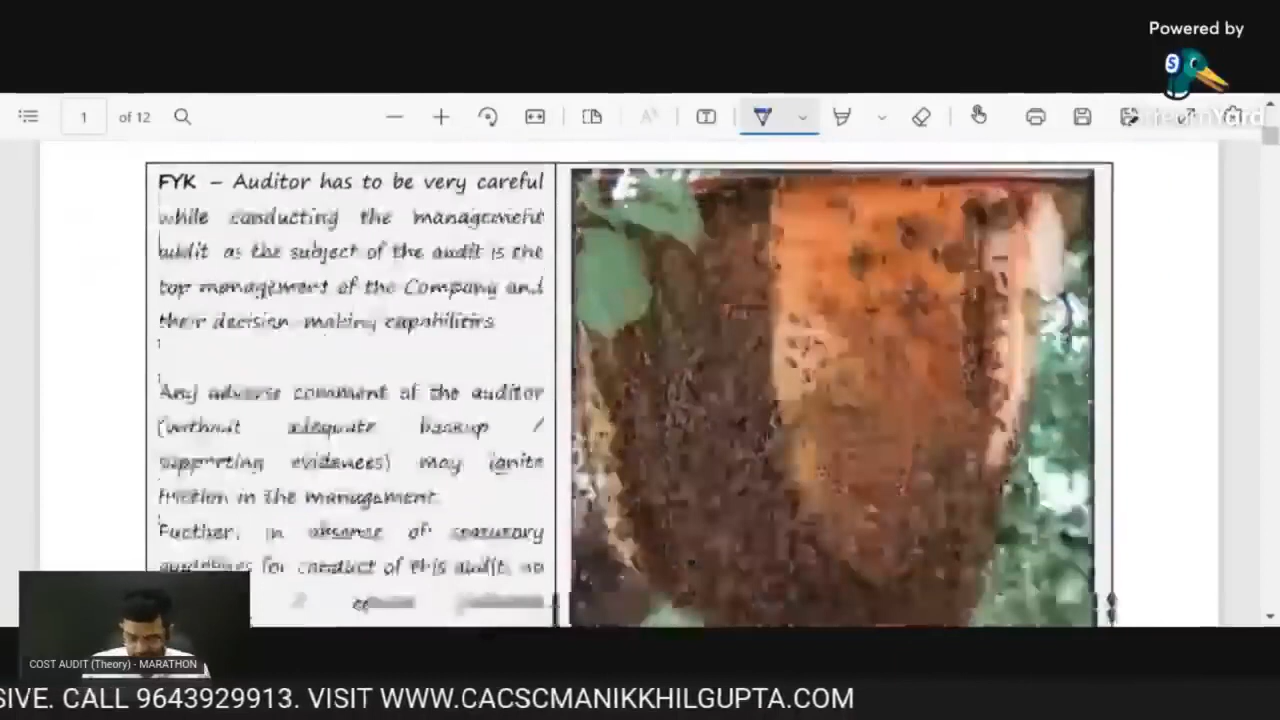 Powered by
StreamYard
1 of 12
FYK – Auditor has to be very careful
while conducting the management
audit as the subject of the audit is the
top management of the Company and
their decision making capabilities
Any adverse comment of the auditor
(without adequate backup /
supporting evidences) may ignite
friction in the management.
Further, in absence of statutory
guidelines for conduct of this audit, no
COST AUDIT (Theory) - MARATHON
SIVE. CALL 9643929913. VISIT WWW.CACSCMANIKKHILGUPTA.COM